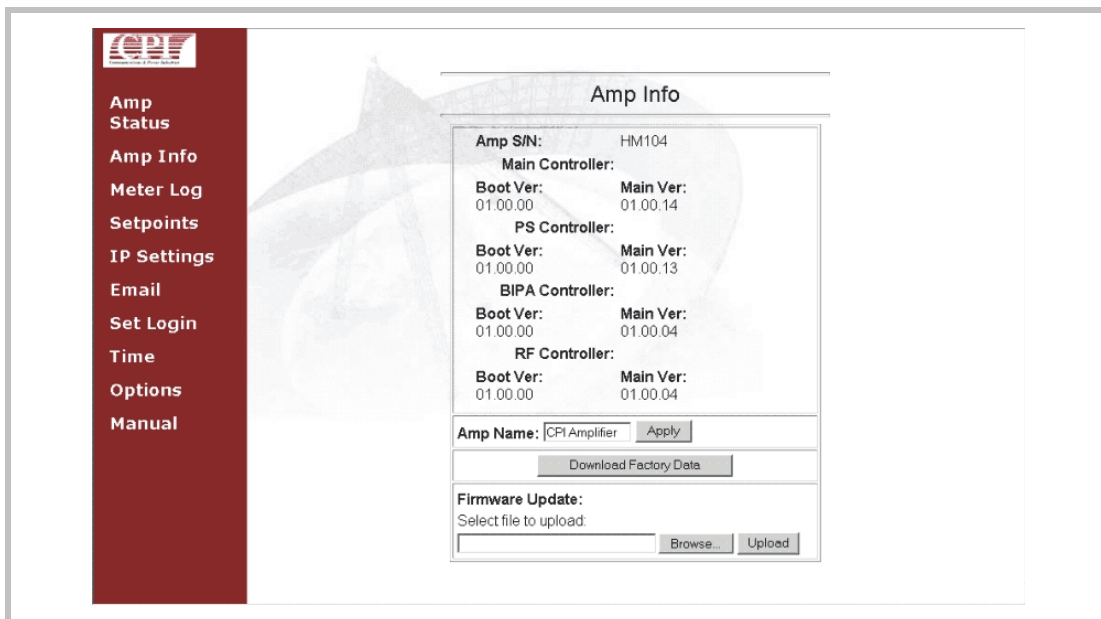 CPI
Communications & Power Industries
Amp
Status
Amp Info
Meter Log
Setpoints
IP Settings
Email
Set Login
Time
Options
Manual
Amp Info
Amp S/N: HM104
Main Controller:
Boot Ver: Main Ver:
01.00.00 01.00.14
PS Controller:
Boot Ver: Main Ver:
01.00.00 01.00.13
BIPA Controller:
Boot Ver: Main Ver:
01.00.00 01.00.04
RF Controller:
Boot Ver: Main Ver:
01.00.00 01.00.04
Amp Name: CPI Amplifier Apply
Download Factory Data
Firmware Update:
Select file to upload:
Browse... Upload